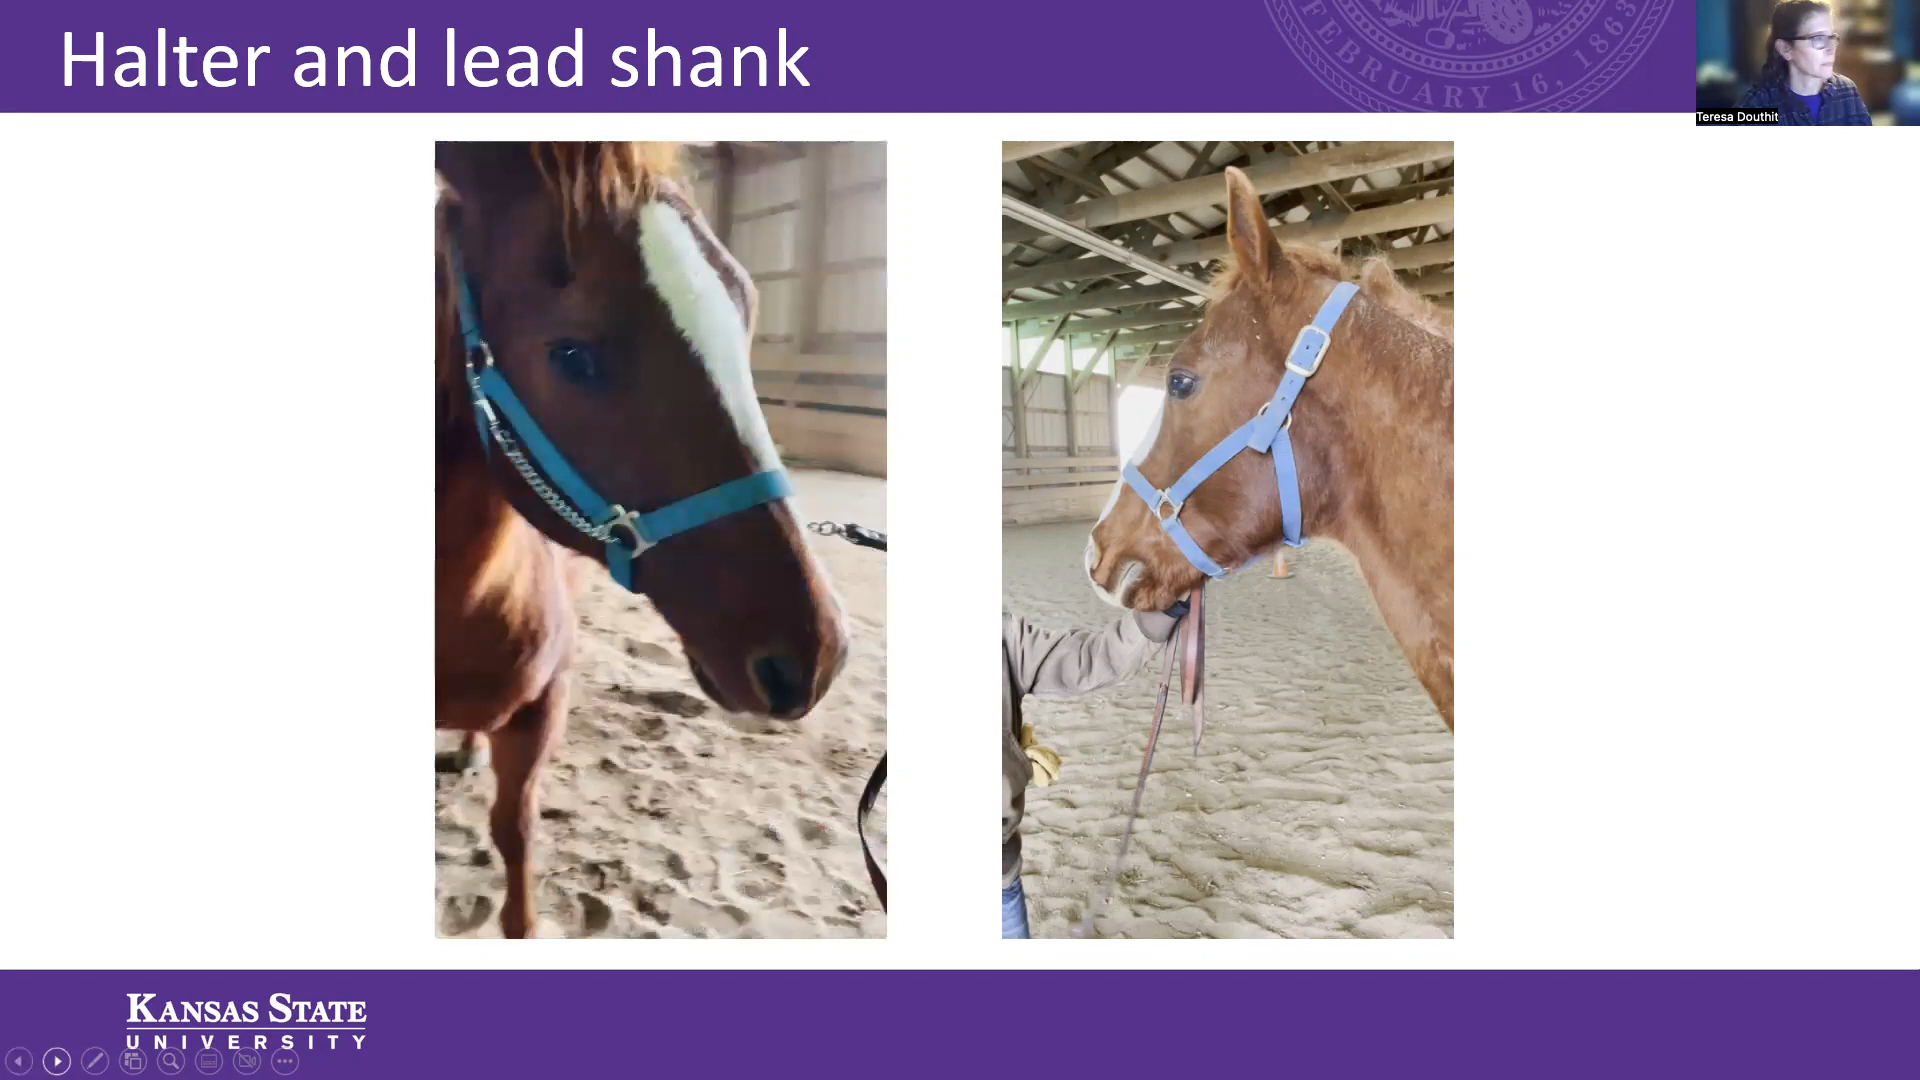 Halter and lead shank
FEBRUARY 16, 1863
Teresa Douthit
KANSAS STATE
UNIVERSITY